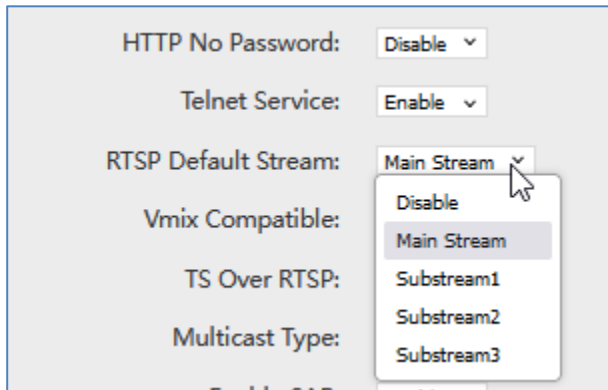 HTTP No Password: Disable
Telnet Service: Enable
RTSP Default Stream: Main Stream
Disable
Vmix Compatible:
Main Stream
TS Over RTSP:
Substream1
Substream2
Multicast Type:
Substream3